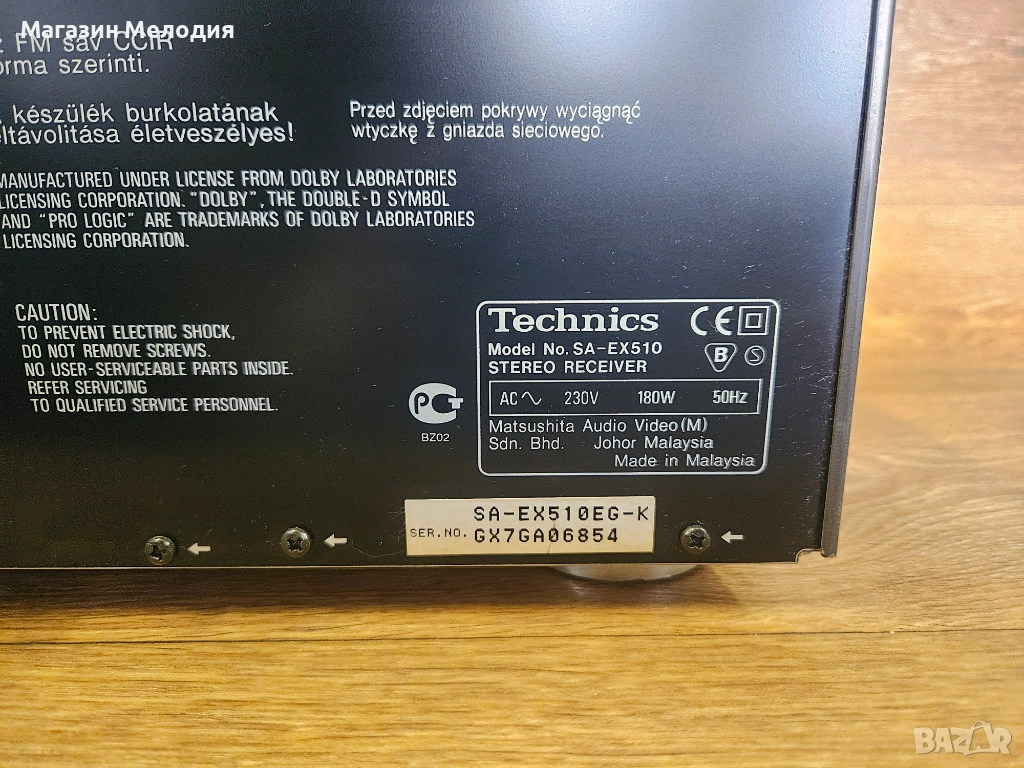 Магазин Мелодия
z FM sáv CCIR
orma szerinti.
készülék burkolatának
eltávolitása életveszélyes!
Przed zdjęciem pokrywy wyciągnąć
wtyczkę z gniazda sieciowego.
MANUFACTURED UNDER LICENSE FROM DOLBY LABORATORIES
LICENSING CORPORATION. "DOLBY", THE DOUBLE-D SYMBOL
AND "PRO LOGIC" ARE TRADEMARKS OF DOLBY LABORATORIES
LICENSING CORPORATION.
CAUTION:
TO PREVENT ELECTRIC SHOCK,
DO NOT REMOVE SCREWS.
NO USER-SERVICEABLE PARTS INSIDE.
REFER SERVICING
TO QUALIFIED SERVICE PERSONNEL.
РСТ
BZ02
Technics CE
Model No. SA-EX510 B S
STEREO RECEIVER
AC 230V 180W 50Hz
Matsushita Audio Video (M)
Sdn. Bhd. Johor Malaysia
Made in Malaysia
SA-EX510EG-K
SER.NO. GX7GA06854
BAZAR